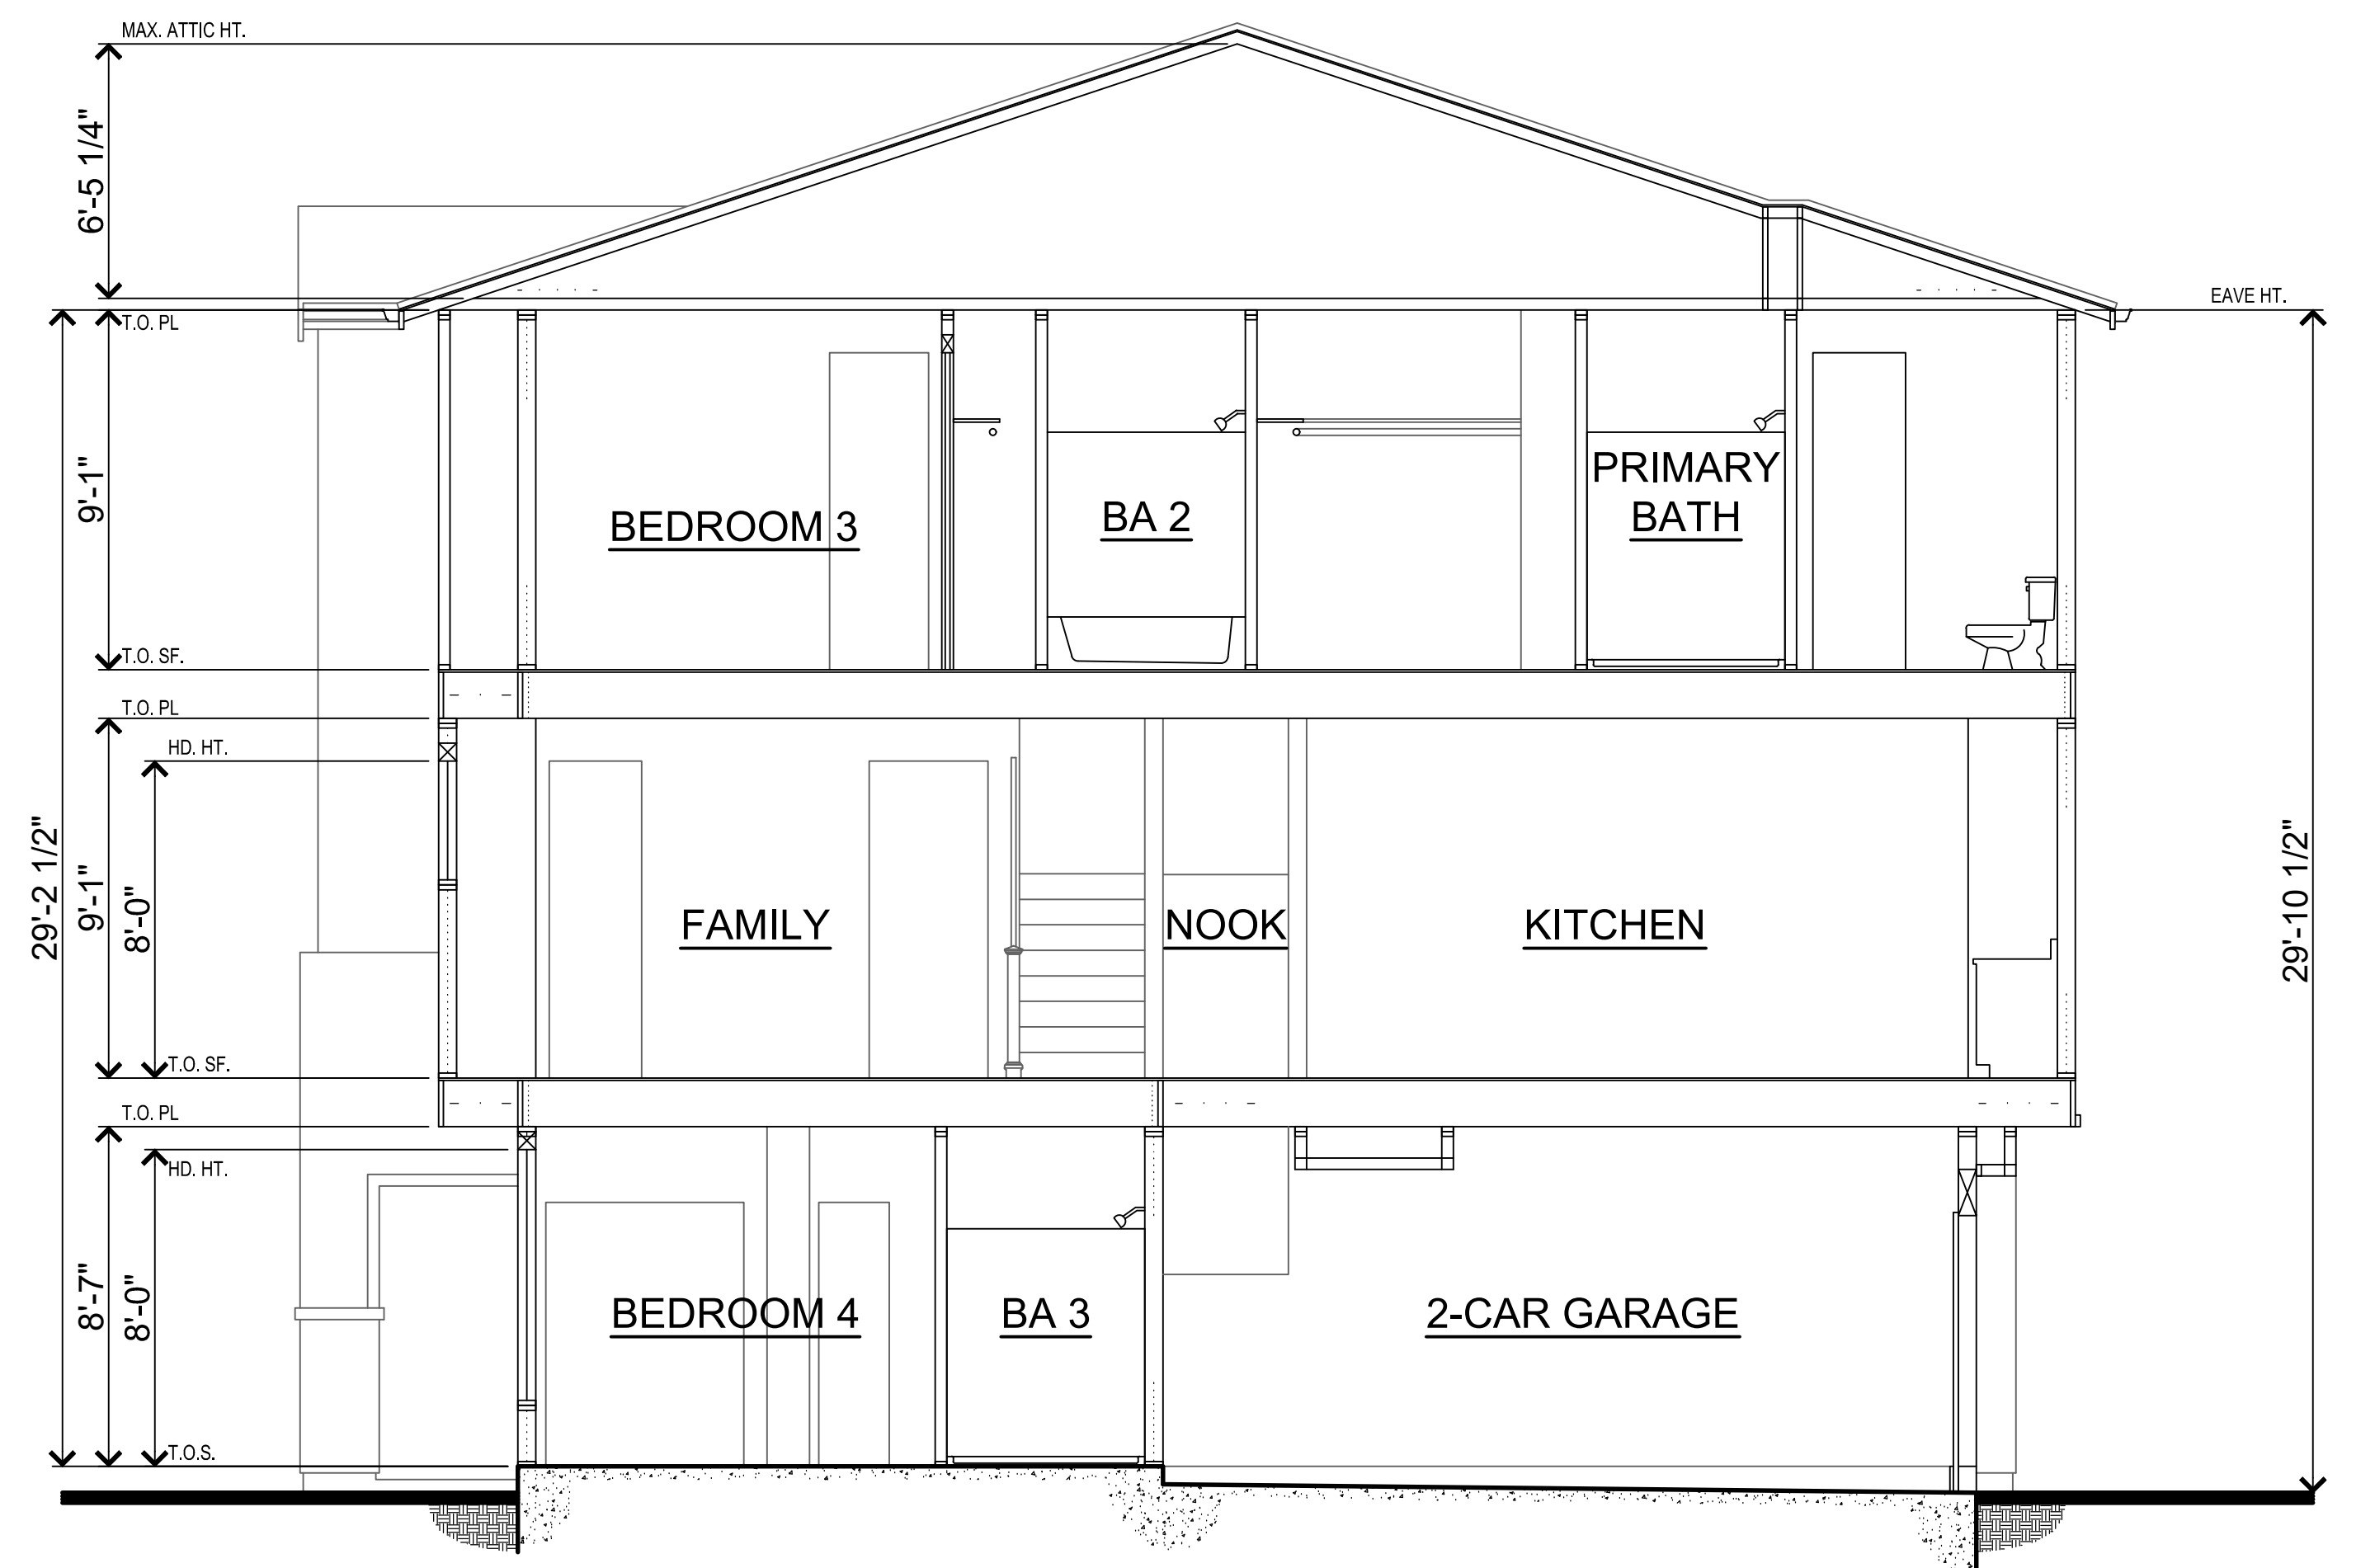 MAX. ATTIC HT.
6'-5 1/4"
EAVE HT.
T.O. PL
9'-1"
PRIMARY
BATH
BA 2
BEDROOM 3
T.O. SF.
T.O. PL
HD. HT.
29'-2 1/2"
9'-1"
8'-0"
FAMILY
NOOK
KITCHEN
29'-10 1/2"
T.O. SF.
T.O. PL
HD. HT.
8'-7"
8'-0"
BEDROOM 4
BA 3
2-CAR GARAGE
T.O.S.